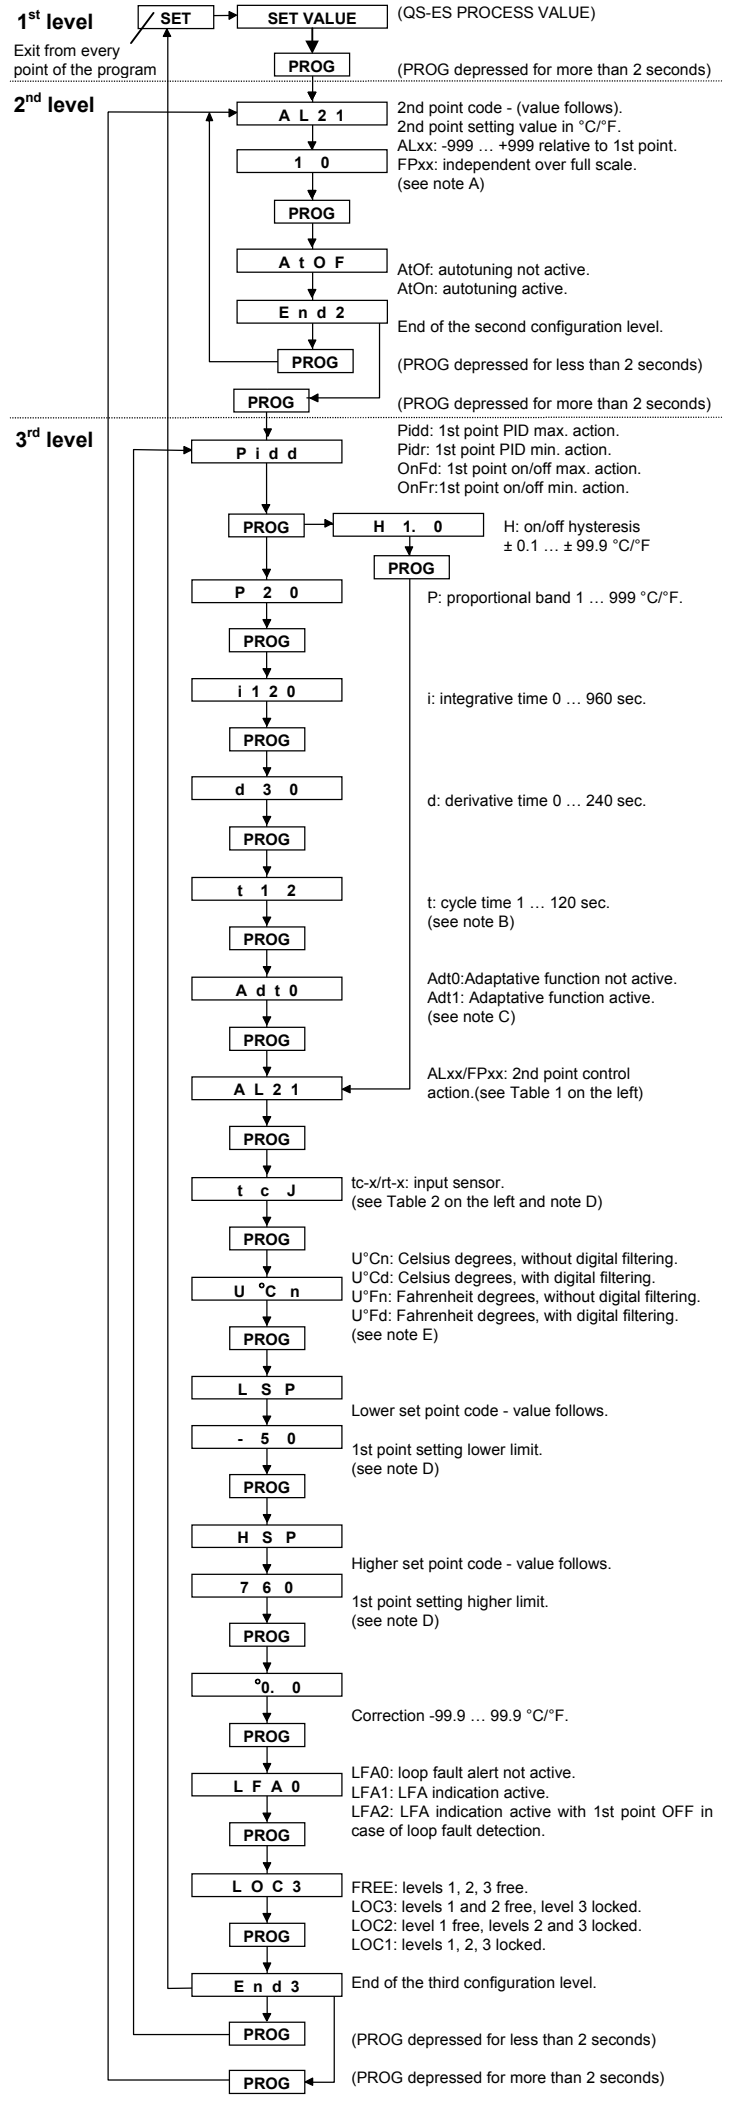 1st level
SET
SET VALUE
(QS-ES PROCESS VALUE)
Exit from every
point of the program
PROG
(PROG depressed for more than 2 seconds)
2nd level
A L 2 1
2nd point code - (value follows).
2nd point setting value in °C/°F.
ALxx: -999 … +999 relative to 1st point.
1 0
FPxx: independent over full scale.
(see note A)
PROG
A t O F
AtOf: autotuning not active.
AtOn: autotuning active.
E n d 2
End of the second configuration level.
PROG
(PROG depressed for less than 2 seconds)
PROG
(PROG depressed for more than 2 seconds)
3rd level
P i d d
Pidd: 1st point PID max. action.
Pidr: 1st point PID min. action.
OnFd: 1st point on/off max. action.
OnFr:1st point on/off min. action.
PROG
H 1. 0
H: on/off hysteresis
± 0.1 … ± 99.9 °C/°F
PROG
P 2 0
P: proportional band 1 … 999 °C/°F.
PROG
i 1 2 0
i: integrative time 0 … 960 sec.
PROG
d 3 0
d: derivative time 0 … 240 sec.
PROG
t 1 2
t: cycle time 1 … 120 sec.
(see note B)
PROG
A d t 0
Adt0:Adaptative function not active.
Adt1: Adaptative function active.
(see note C)
PROG
A L 2 1
ALxx/FPxx: 2nd point control
action.(see Table 1 on the left)
PROG
t c J
tc-x/rt-x: input sensor.
(see Table 2 on the left and note D)
PROG
U °C n
U°Cn: Celsius degrees, without digital filtering.
U°Cd: Celsius degrees, with digital filtering.
U°Fn: Fahrenheit degrees, without digital filtering.
U°Fd: Fahrenheit degrees, with digital filtering.
(see note E)
PROG
L S P
Lower set point code - value follows.
- 5 0
1st point setting lower limit.
(see note D)
PROG
H S P
Higher set point code - value follows.
7 6 0
1st point setting higher limit.
(see note D)
PROG
°0. 0
Correction -99.9 … 99.9 °C/°F.
PROG
L F A 0
LFA0: loop fault alert not active.
LFA1: LFA indication active.
LFA2: LFA indication active with 1st point OFF in
case of loop fault detection.
PROG
L O C 3
FREE: levels 1, 2, 3 free.
LOC3: levels 1 and 2 free, level 3 locked.
LOC2: level 1 free, levels 2 and 3 locked.
LOC1: levels 1, 2, 3 locked.
PROG
E n d 3
End of the third configuration level.
PROG
(PROG depressed for less than 2 seconds)
PROG
(PROG depressed for more than 2 seconds)